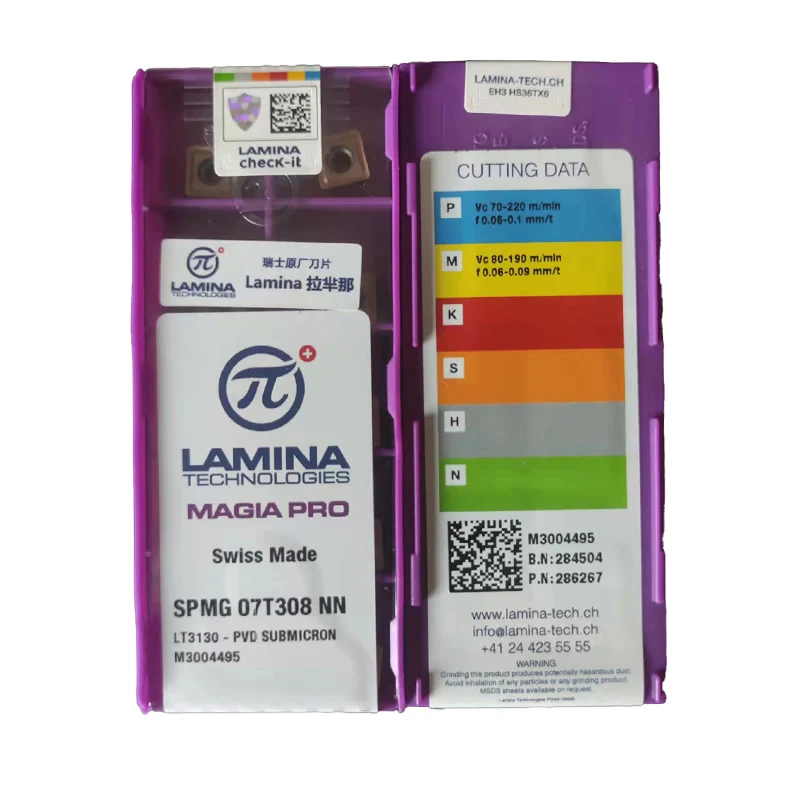 LAMINA
checK-it
π
LAMINA
TECHNOLOGIES
瑞士原厂刀片
Lamina 拉芈那
π
LAMINA
TECHNOLOGIES
MAGIA PRO
Swiss Made
SPMG 07T308 NN
LT3130 - PVD SUBMICRON
M3004495
LAMINA-TECH.CH
EH3 HS36TX6
CUTTING DATA
P
Vc 70-220 m/min
f 0.06-0.1 mm/t
M
Vc 80-190 m/min
f 0.06-0.09 mm/t
K
S
H
N
M3004495
B.N:284504
P.N:286267
www.lamina-tech.ch
info@lamina-tech.ch
+41 24 423 55 55
WARNING
Grinding this product produces potentially hazardous dust.
Avoid inhalation of any particles or any grinding product.
MSDS sheets available on request.
Lamina Technologies